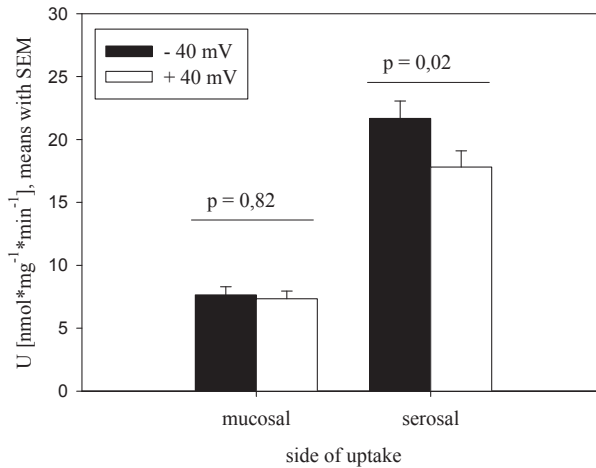 30
25
20
15
10
5
0
U [nmol*mg⁻¹*min⁻¹], means with SEM
- 40 mV
+ 40 mV
p = 0,02
p = 0,82
mucosal serosal
side of uptake